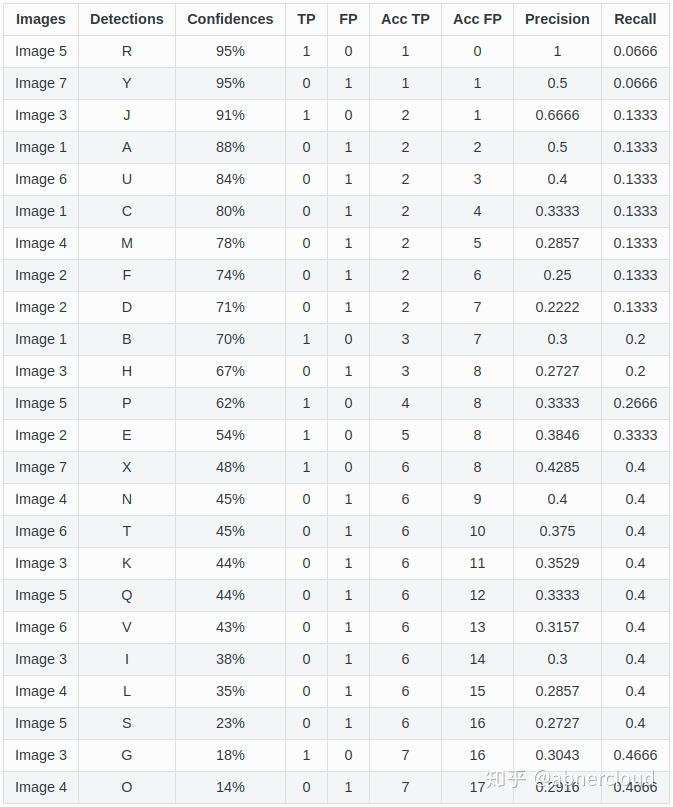 Images Detections Confidences TP FP Acc TP Acc FP Precision Recall
Image 5 R 95% 1 0 1 0 1 0.0666
Image 7 Y 95% 0 1 1 1 0.5 0.0666
Image 3 J 91% 1 0 2 1 0.6666 0.1333
Image 1 A 88% 0 1 2 2 0.5 0.1333
Image 6 U 84% 0 1 2 3 0.4 0.1333
Image 1 C 80% 0 1 2 4 0.3333 0.1333
Image 4 M 78% 0 1 2 5 0.2857 0.1333
Image 2 F 74% 0 1 2 6 0.25 0.1333
Image 2 D 71% 0 1 2 7 0.2222 0.1333
Image 1 B 70% 1 0 3 7 0.3 0.2
Image 3 H 67% 0 1 3 8 0.2727 0.2
Image 5 P 62% 1 0 4 8 0.3333 0.2666
Image 2 E 54% 1 0 5 8 0.3846 0.3333
Image 7 X 48% 1 0 6 8 0.4285 0.4
Image 4 N 45% 0 1 6 9 0.4 0.4
Image 6 T 45% 0 1 6 10 0.375 0.4
Image 3 K 44% 0 1 6 11 0.3529 0.4
Image 5 Q 44% 0 1 6 12 0.3333 0.4
Image 6 V 43% 0 1 6 13 0.3157 0.4
Image 3 I 38% 0 1 6 14 0.3 0.4
Image 4 L 35% 0 1 6 15 0.2857 0.4
Image 5 S 23% 0 1 6 16 0.2727 0.4
Image 3 G 18% 1 0 7 16 0.3043 0.4666
Image 4 O 14% 0 1 7 17 0.2916 0.4666
知乎 @abnercloud